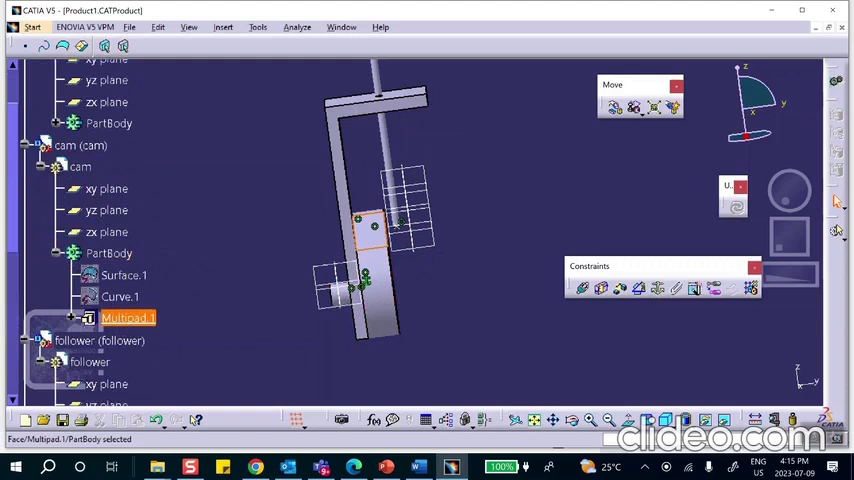 CATIA V5 - [Product1.CATProduct]
Start
ENOVIA V5 VPM
File
Edit
View
Insert
Tools
Analyze
Window
Help
xy plane
yz plane
zx plane
PartBody
cam (cam)
cam
xy plane
yz plane
zx plane
PartBody
Surface.1
Curve.1
Multipad.1
follower (follower)
follower
xy plane
Move
U..
Constraints
z
y
x
z
y
f(x)
Face/Multipad.1/PartBody selected
clideo.com
CATIA
100%
25°C
ENG
US
4:15 PM
2023-07-09